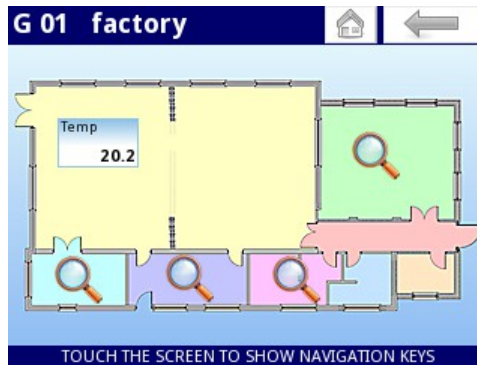 G 01 factory
Temp
20.2
TOUCH THE SCREEN TO SHOW NAVIGATION KEYS